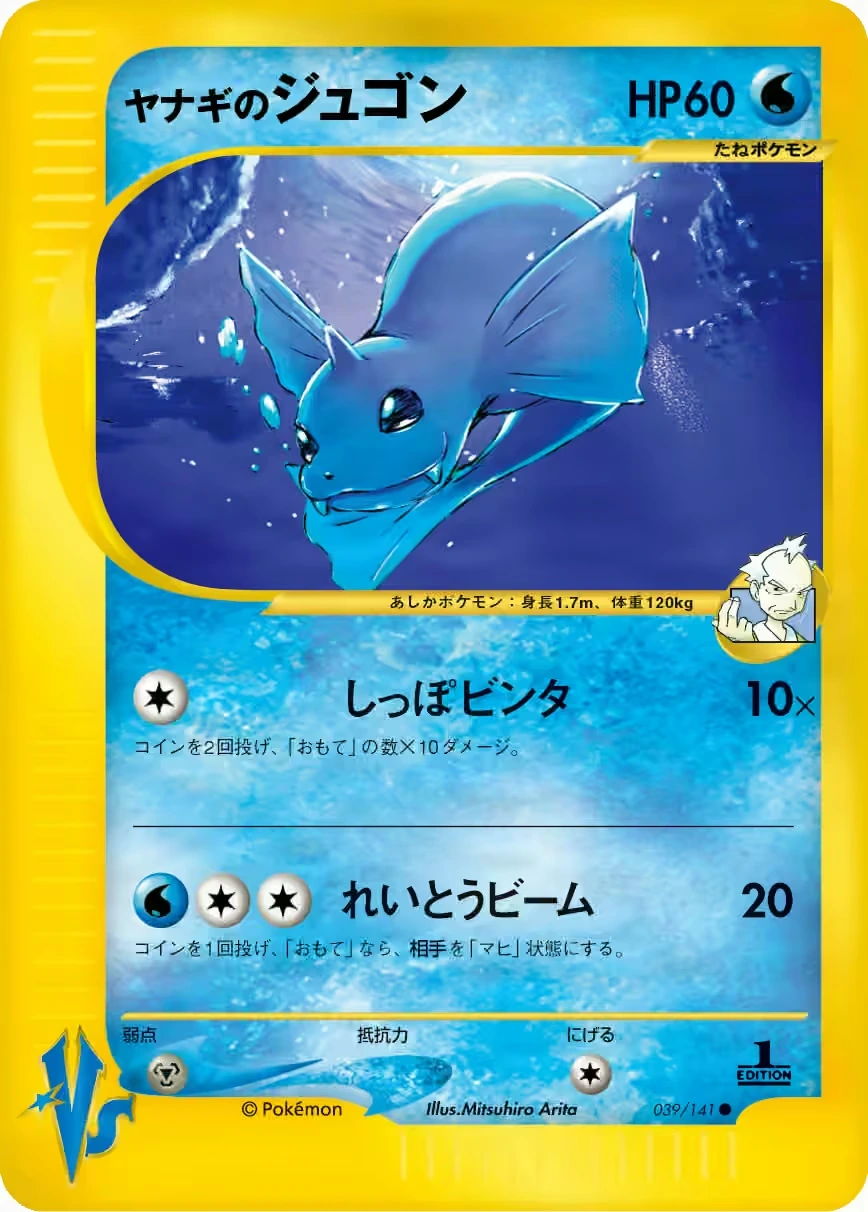 ヤナギのジュゴン HP60
たねポケモン
あしかポケモン：身長1.7m、体重120kg
しっぽビンタ 10×
コインを2回投げ、「おもて」の数×10ダメージ。
れいとうビーム 20
コインを1回投げ、「おもて」なら、相手を「マヒ」状態にする。
弱点 抵抗力 にげる
1
EDITION
VS
© Pokémon Illus.Mitsuhiro Arita 039/141 ●